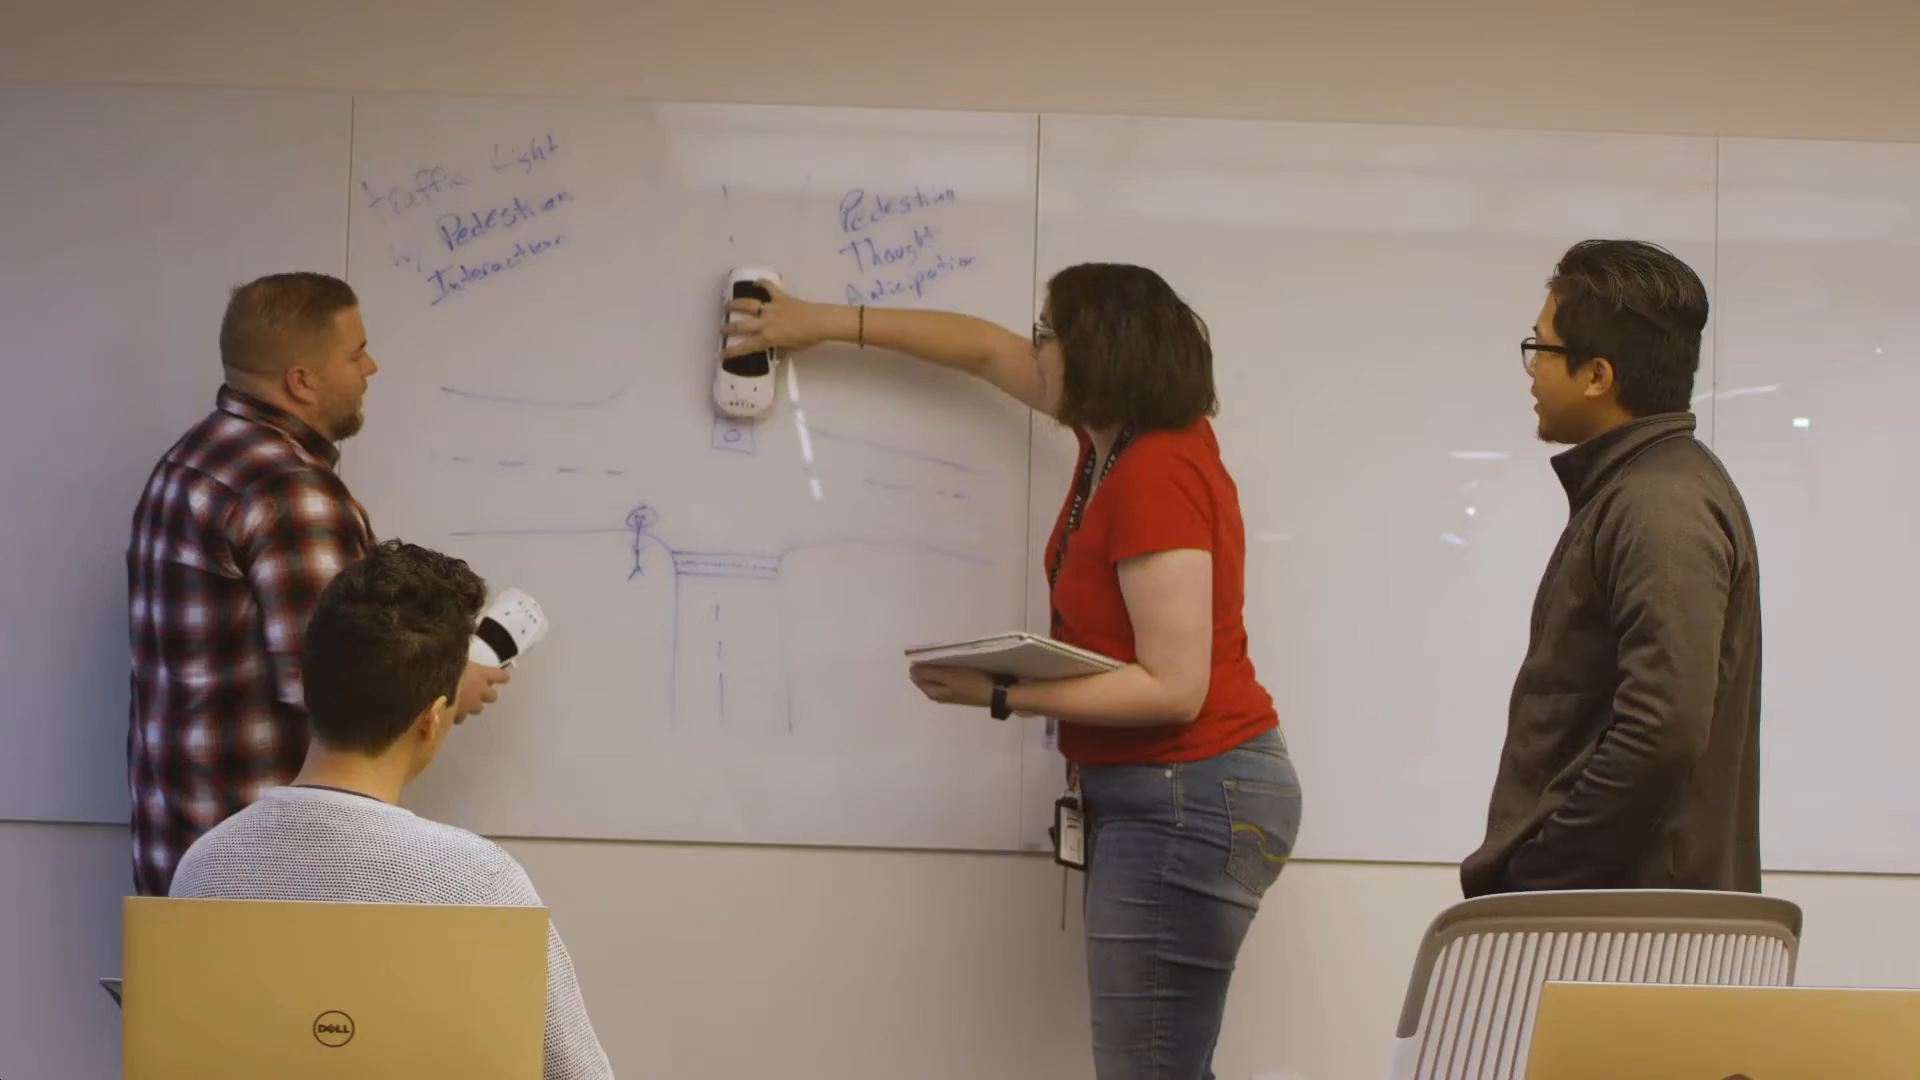 Traffic Light
w/ Pedestrian
Interaction
Pedestrian
Thought
Anticipation
DELL